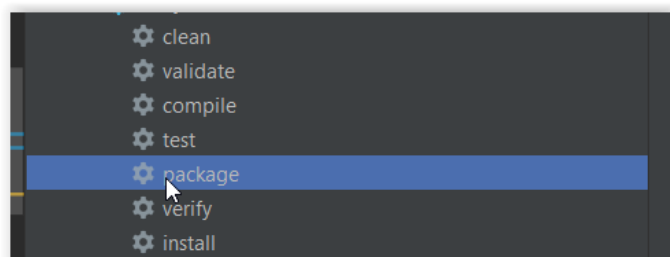 clean
validate
compile
test
package
verify
install